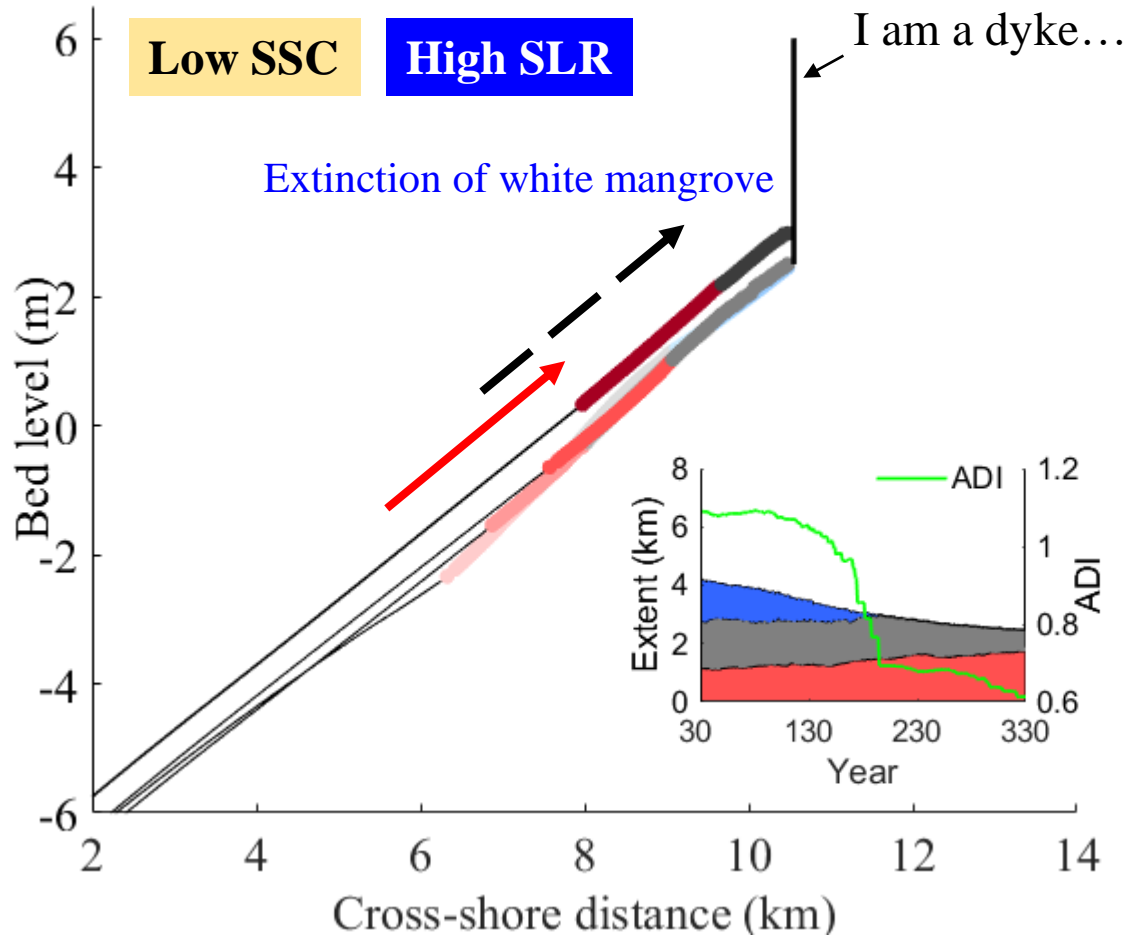 Low SSC
High SLR
I am a dyke…
Extinction of white mangrove
Bed level (m)
6
4
2
0
-2
-4
-6
2
4
6
8
10
12
14
Cross-shore distance (km)
ADI
Extent (km)
8
6
4
2
0
1.2
1
0.8
0.6
ADI
30
130
230
330
Year